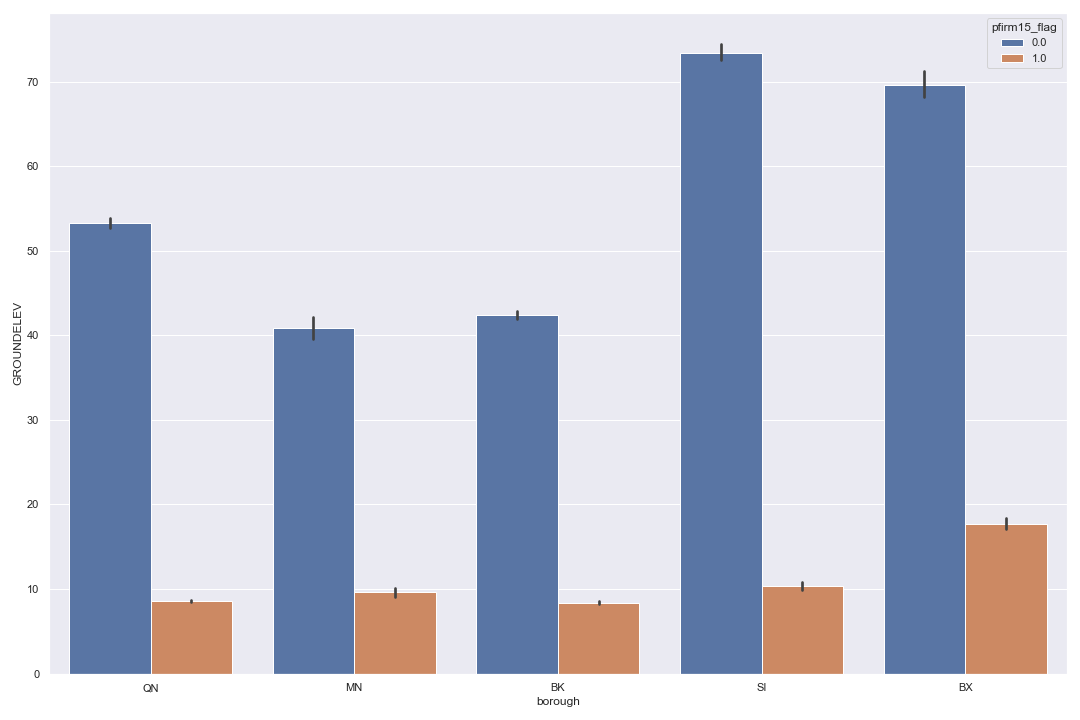 pfirm15_flag
0.0
1.0
GROUNDELEV
70
60
50
40
30
20
10
0
QN
MN
BK
SI
BX
borough